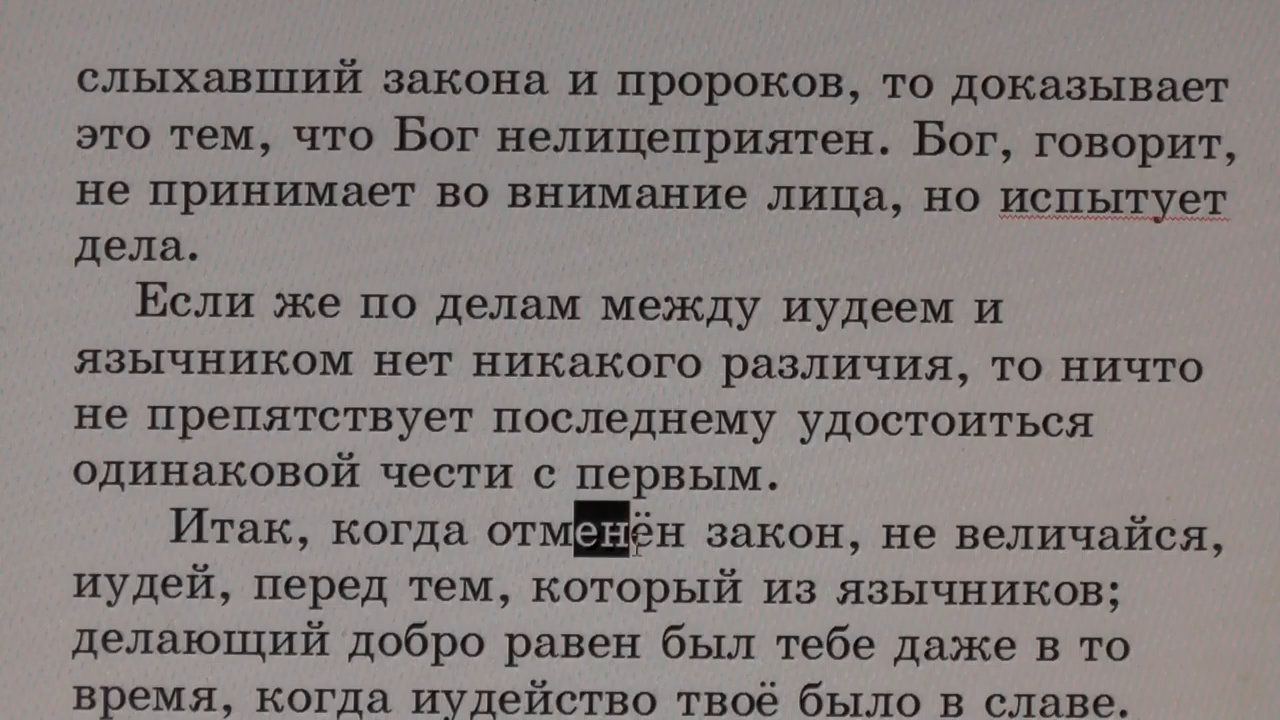 слыхавший закона и пророков, то доказывает
это тем, что Бог нелицеприятен. Бог, говорит,
не принимает во внимание лица, но испытует
дела.
Если же по делам между иудеем и
язычником нет никакого различия, то ничто
не препятствует последнему удостоиться
одинаковой чести с первым.
Итак, когда отменён закон, не величайся,
иудей, перед тем, который из язычников;
делающий добро равен был тебе даже в то
время, когда иудейство твоё было в славе.